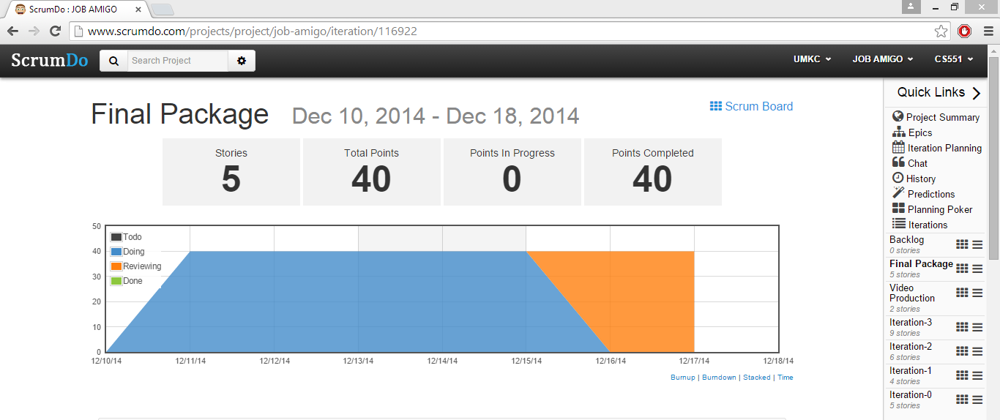 ScrumDo : JOB AMIGO
www.scrumdo.com/projects/project/job-amigo/iteration/116922
ScrumDo Search Project UMKC JOB AMIGO CS551
Final Package Dec 10, 2014 - Dec 18, 2014 Scrum Board
Stories Total Points Points In Progress Points Completed
5 40 0 40
50
40
30
20
10
0
Todo
Doing
Reviewing
Done
12/10/14 12/11/14 12/12/14 12/13/14 12/14/14 12/15/14 12/16/14 12/17/14 12/18/14
Burnup | Burndown | Stacked | Time
Quick Links
Project Summary
Epics
Iteration Planning
Chat
History
Predictions
Planning Poker
Iterations
Backlog
0 stories
Final Package
5 stories
Video
Production
2 stories
Iteration-3
9 stories
Iteration-2
6 stories
Iteration-1
4 stories
Iteration-0
5 stories